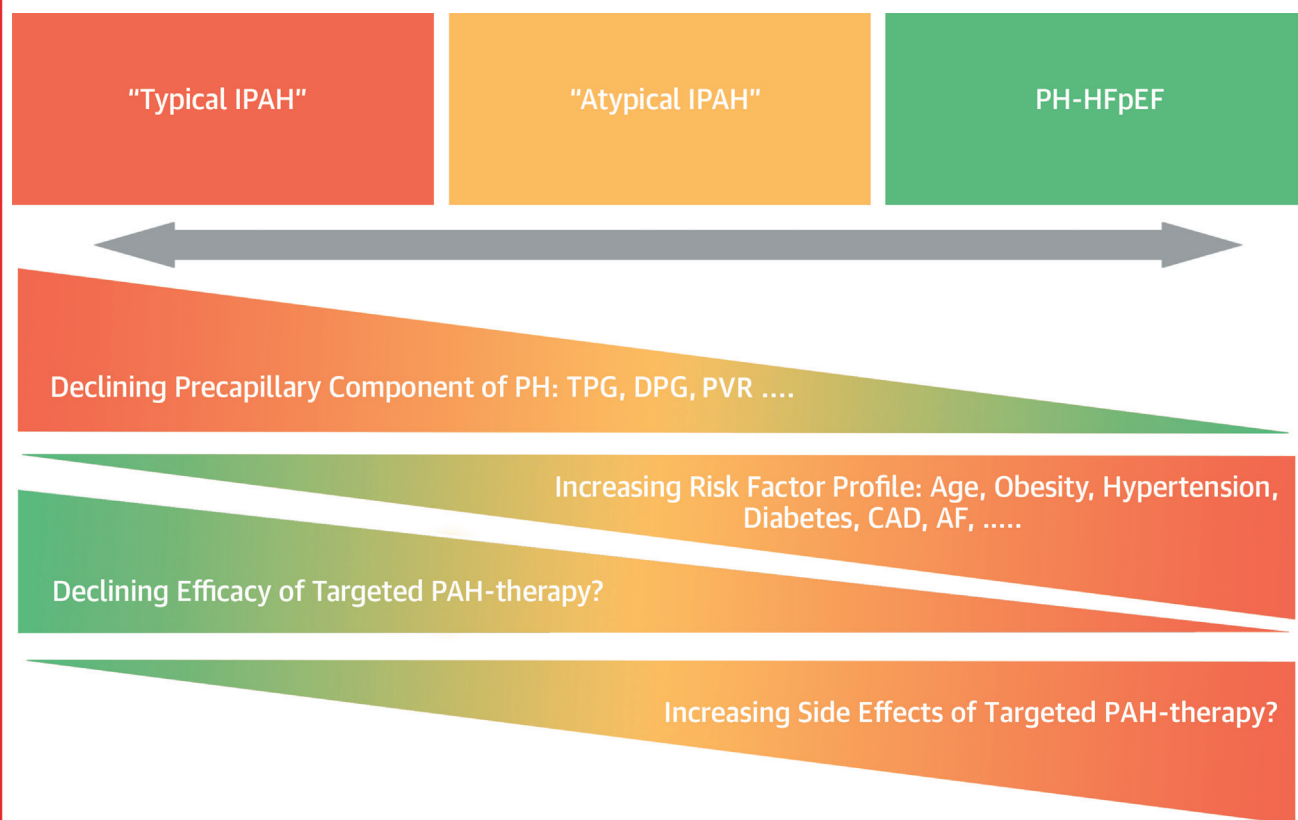 “Typical IPAH”
“Atypical IPAH”
PH-HFpEF
Declining Precapillary Component of PH: TPG, DPG, PVR ....
Increasing Risk Factor Profile: Age, Obesity, Hypertension,
Diabetes, CAD, AF, .....
Declining Efficacy of Targeted PAH-therapy?
Increasing Side Effects of Targeted PAH-therapy?